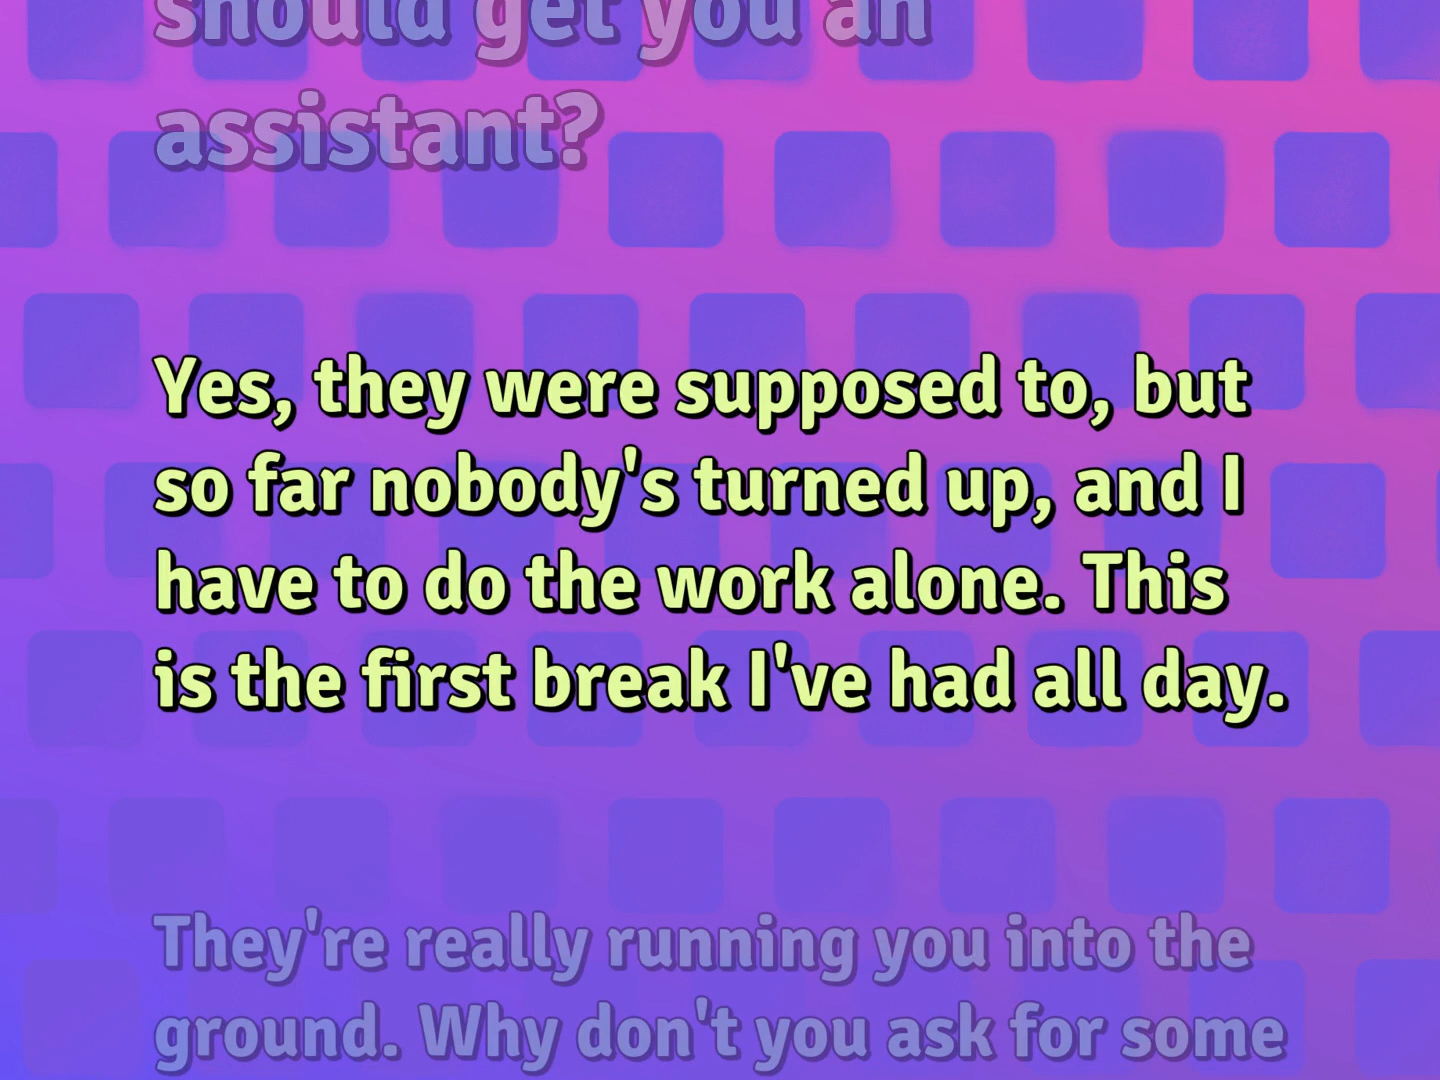 should get you an
assistant?
Yes, they were supposed to, but
so far nobody's turned up, and I
have to do the work alone. This
is the first break I've had all day.
They're really running you into the
ground. Why don't you ask for some